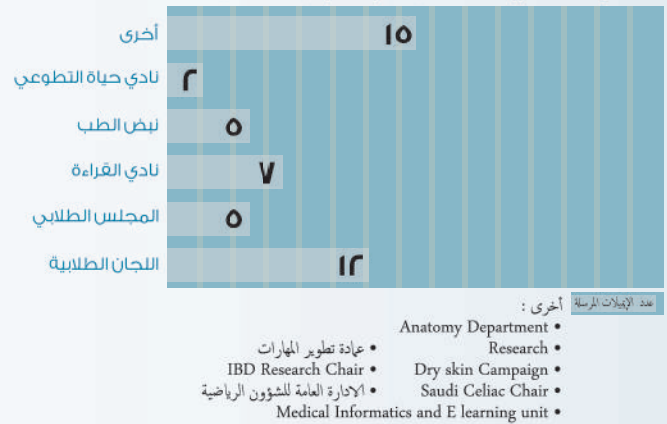 أخرى ١٥
نادي حياة التطوعي ٢
نبض الطب ٥
نادي القراءة ٧
المجلس الطلابي ٥
اللجان الطلابية ١٢
عدد الإيميلات المرسلة
أخرى :
• Anatomy Department
• Research • عمادة تطوير المهارات
• Dry skin Campaign • IBD Research Chair
• Saudi Celiac Chair • الادارة العامة للشؤون الرياضية
• Medical Informatics and E learning unit